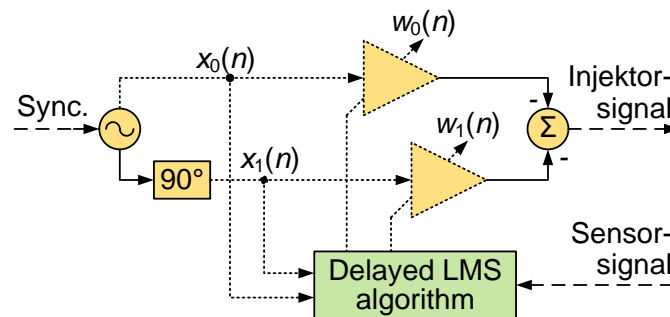 w₀(n)
x₀(n)
Injektor-
signal
Sync.
-
Σ
w₁(n)
-
x₁(n)
90°
Sensor-
signal
Delayed LMS
algorithm